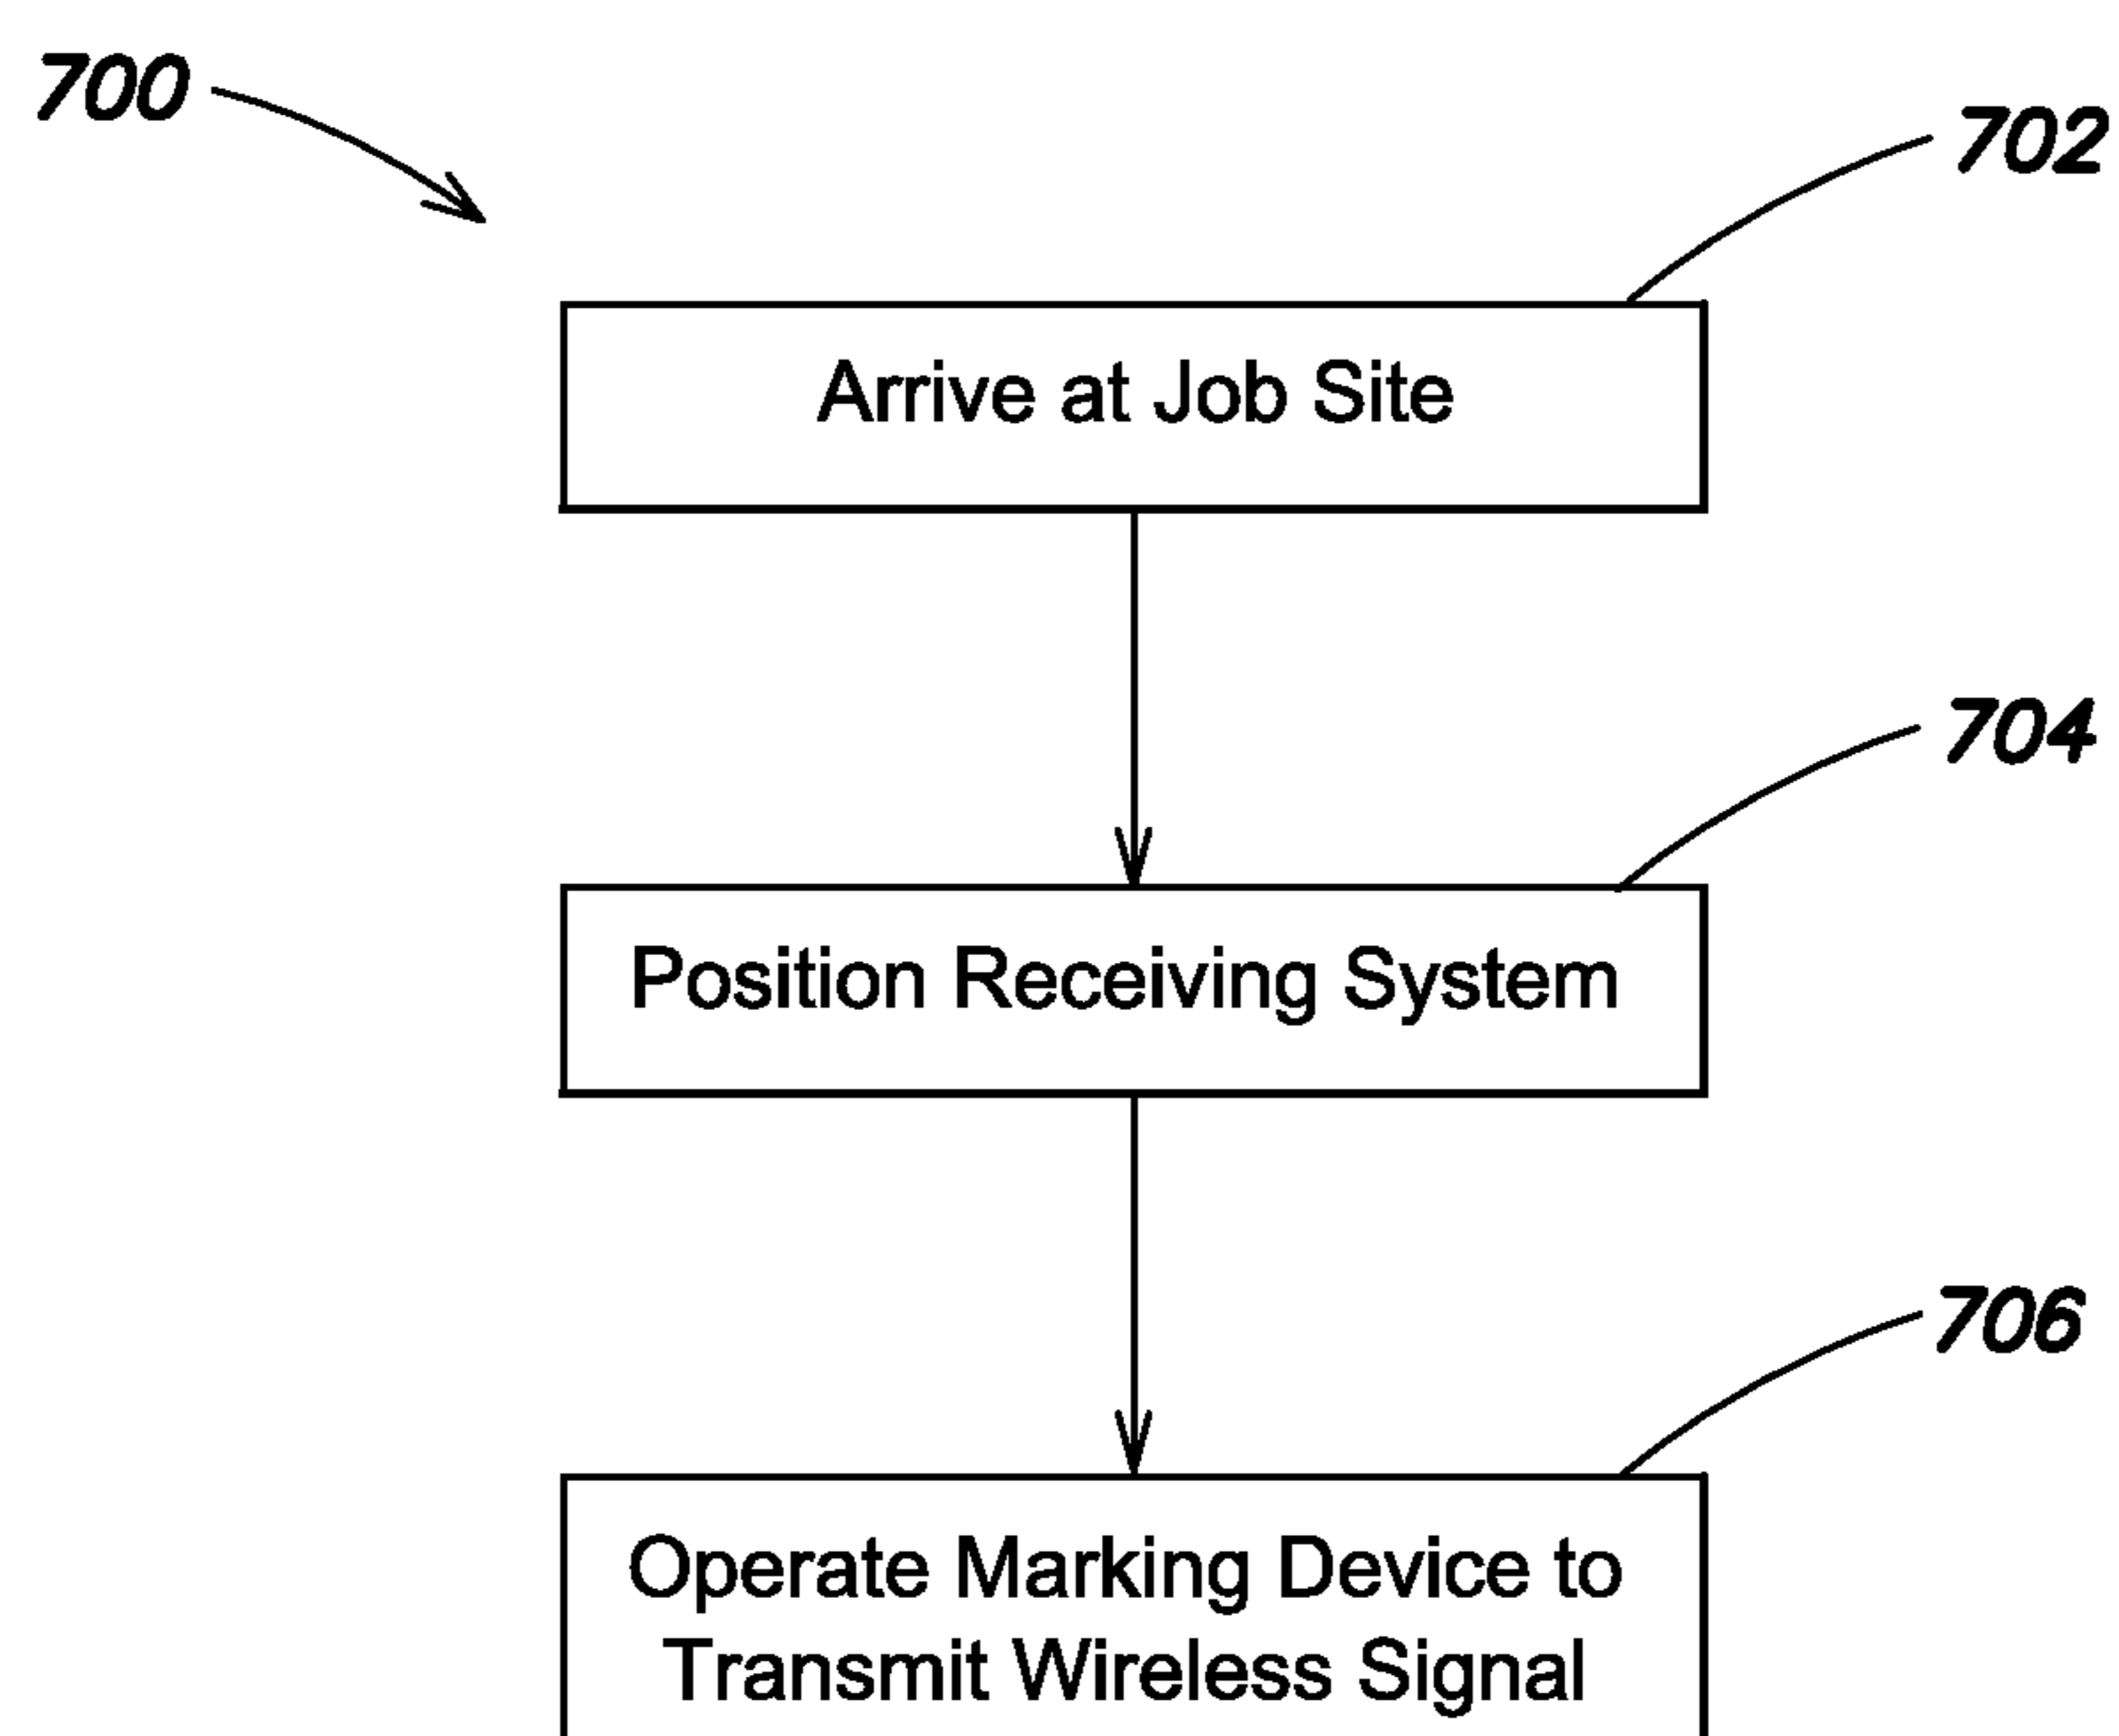 700
702
Arrive at Job Site
704
Position Receiving System
706
Operate Marking Device to
Transmit Wireless Signal